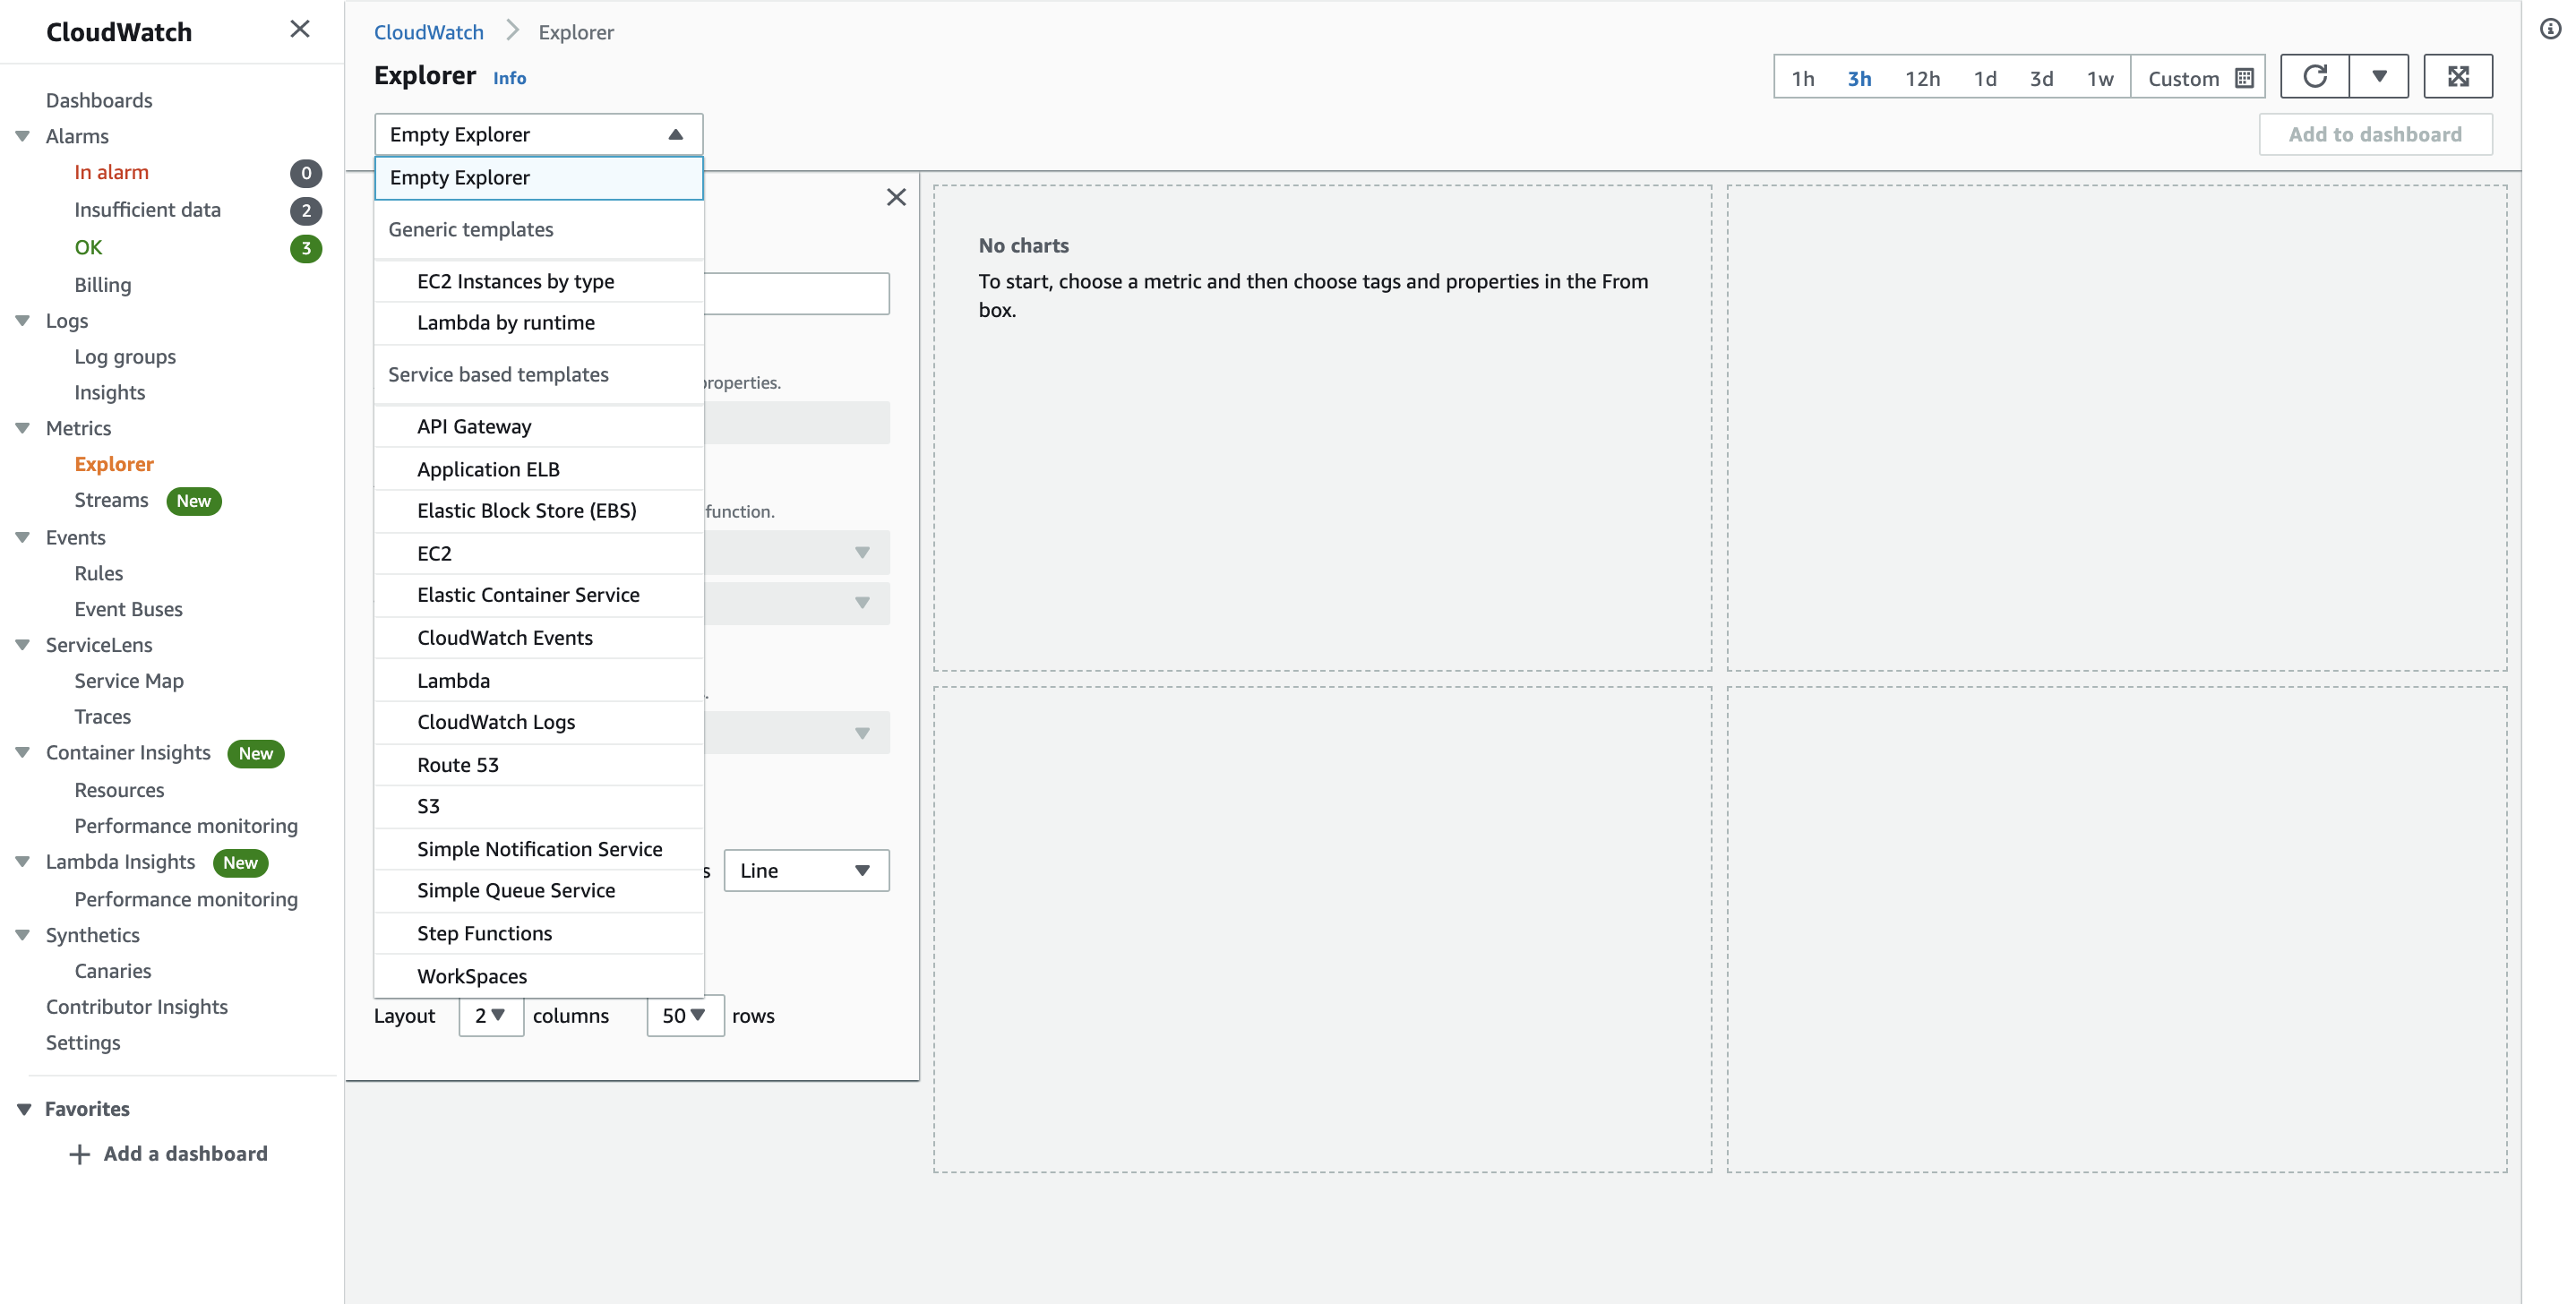 CloudWatch
Dashboards
Alarms
In alarm 0
Insufficient data 2
OK 3
Billing
Logs
Log groups
Insights
Metrics
Explorer
Streams New
Events
Rules
Event Buses
ServiceLens
Service Map
Traces
Container Insights New
Resources
Performance monitoring
Lambda Insights New
Performance monitoring
Synthetics
Canaries
Contributor Insights
Settings
Favorites
Add a dashboard
CloudWatch Explorer
Explorer Info
1h 3h 12h 1d 3d 1w Custom
Add to dashboard
Empty Explorer
Empty Explorer
Generic templates
EC2 Instances by type
Lambda by runtime
Service based templates
API Gateway
Application ELB
Elastic Block Store (EBS)
EC2
Elastic Container Service
CloudWatch Events
Lambda
CloudWatch Logs
Route 53
S3
Simple Notification Service
Simple Queue Service
Step Functions
WorkSpaces
function.
Line
Layout 2 columns 50 rows
No charts
To start, choose a metric and then choose tags and properties in the From
box.